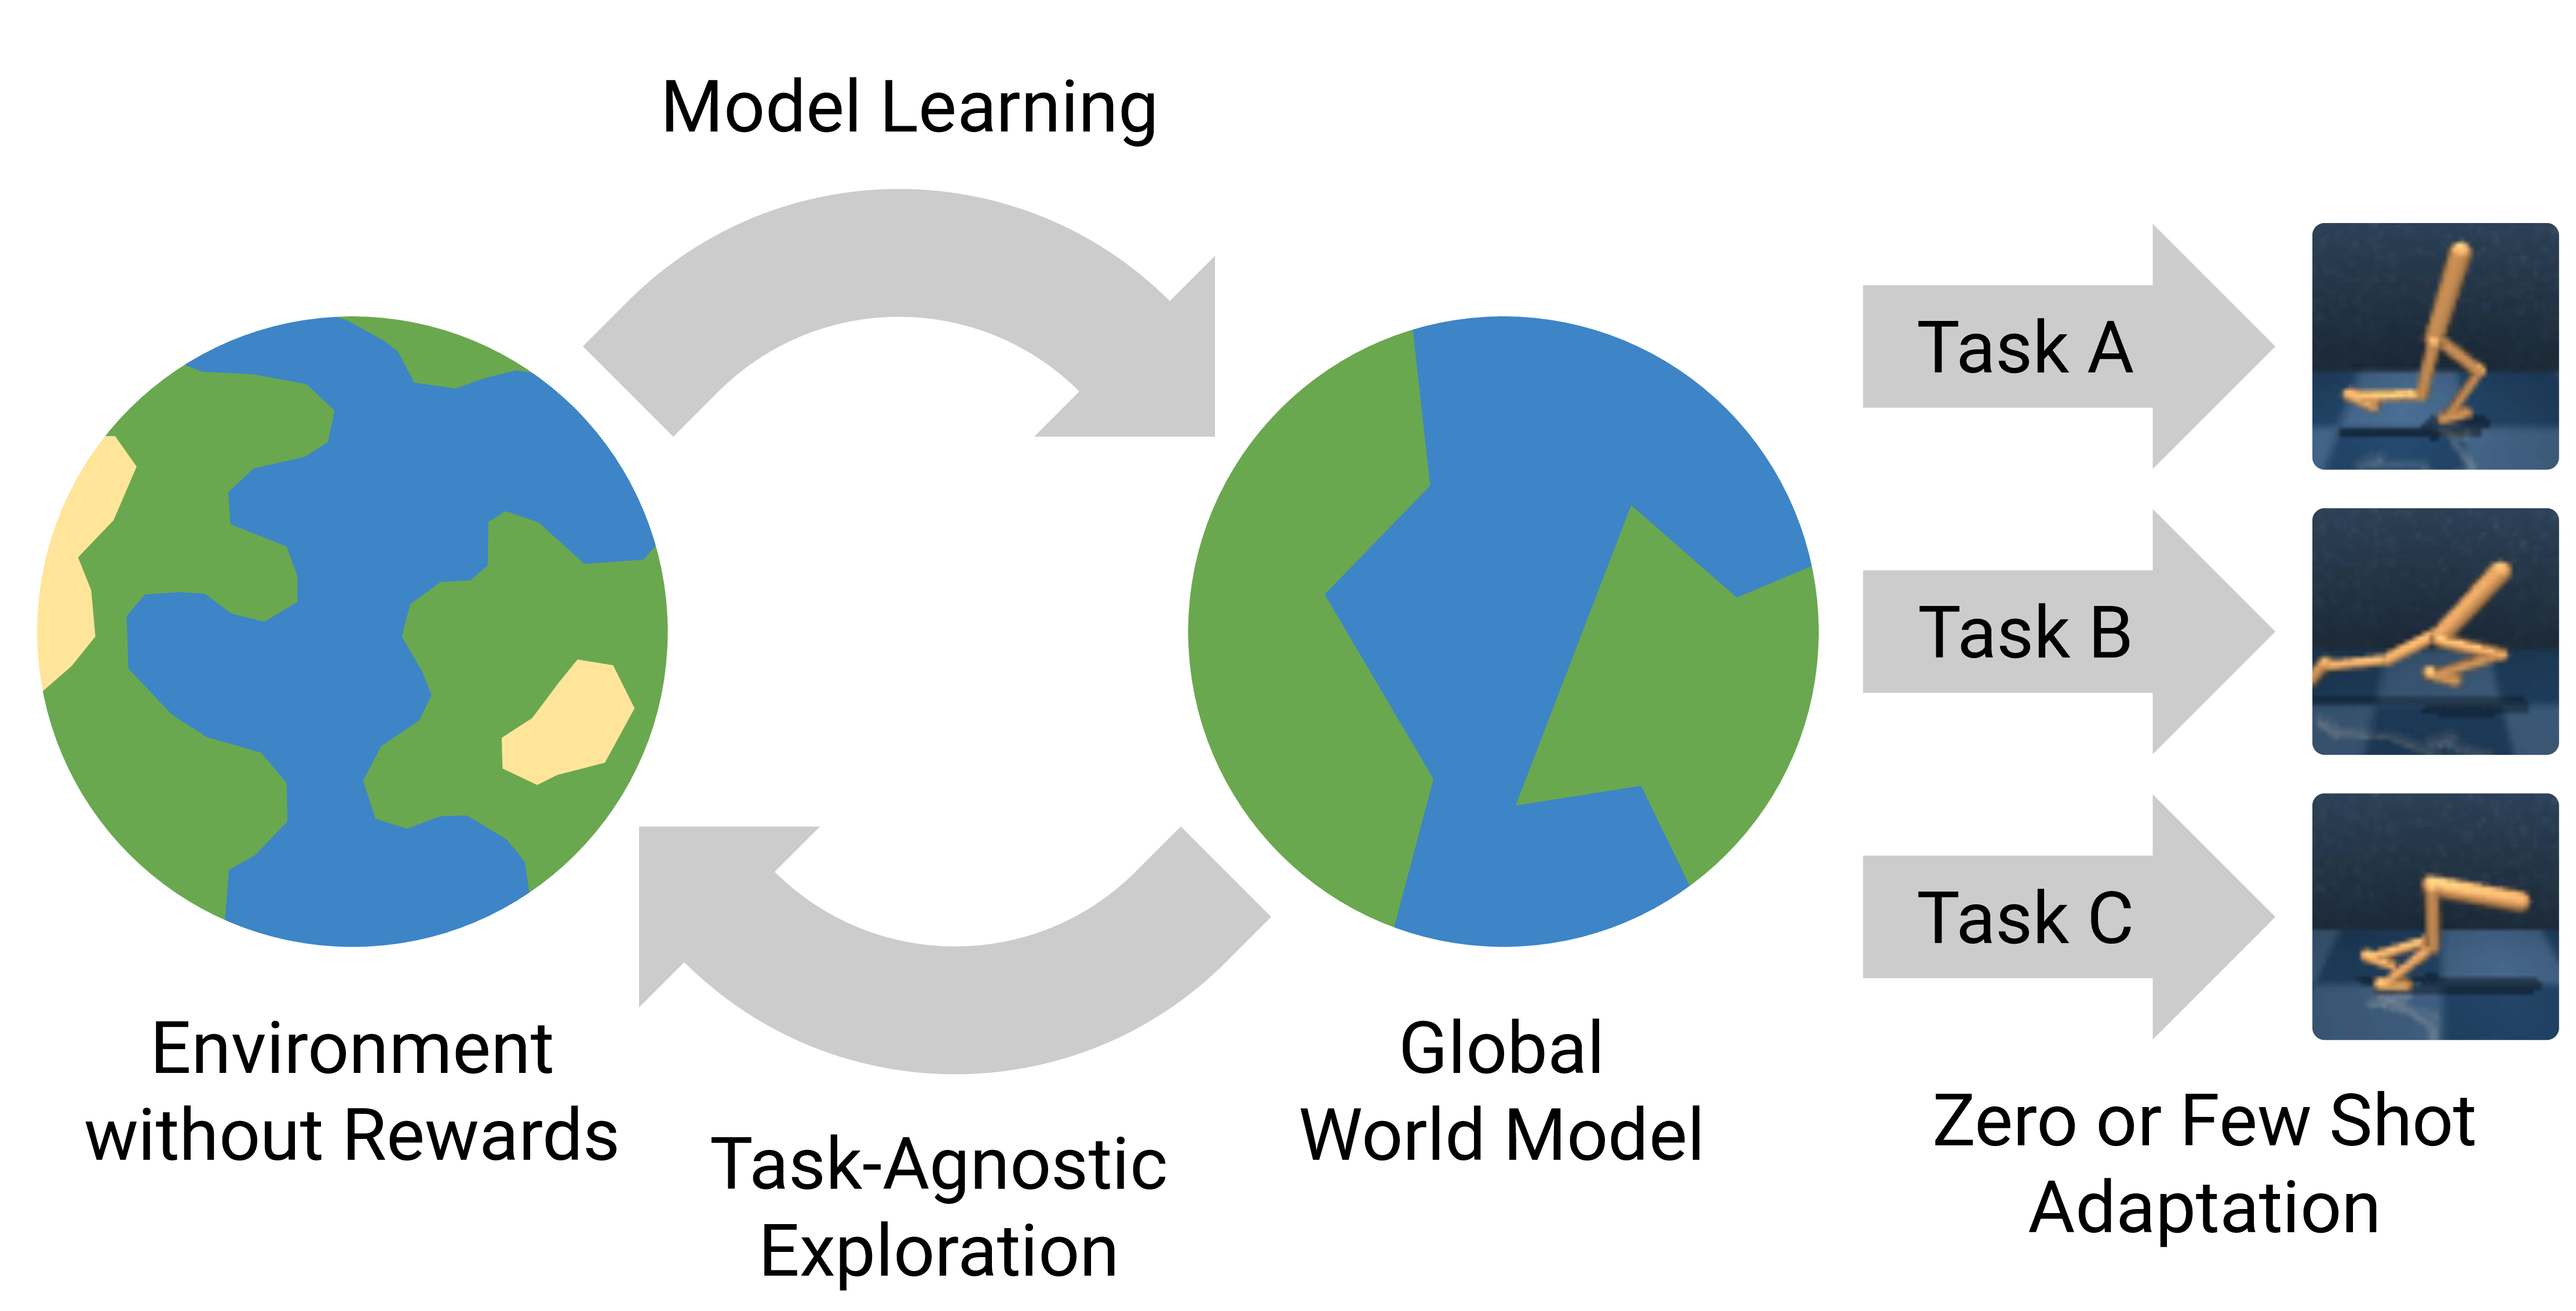 Model Learning
Task A
Task B
Task C
Environment
without Rewards
Task-Agnostic
Exploration
Global
World Model
Zero or Few Shot
Adaptation